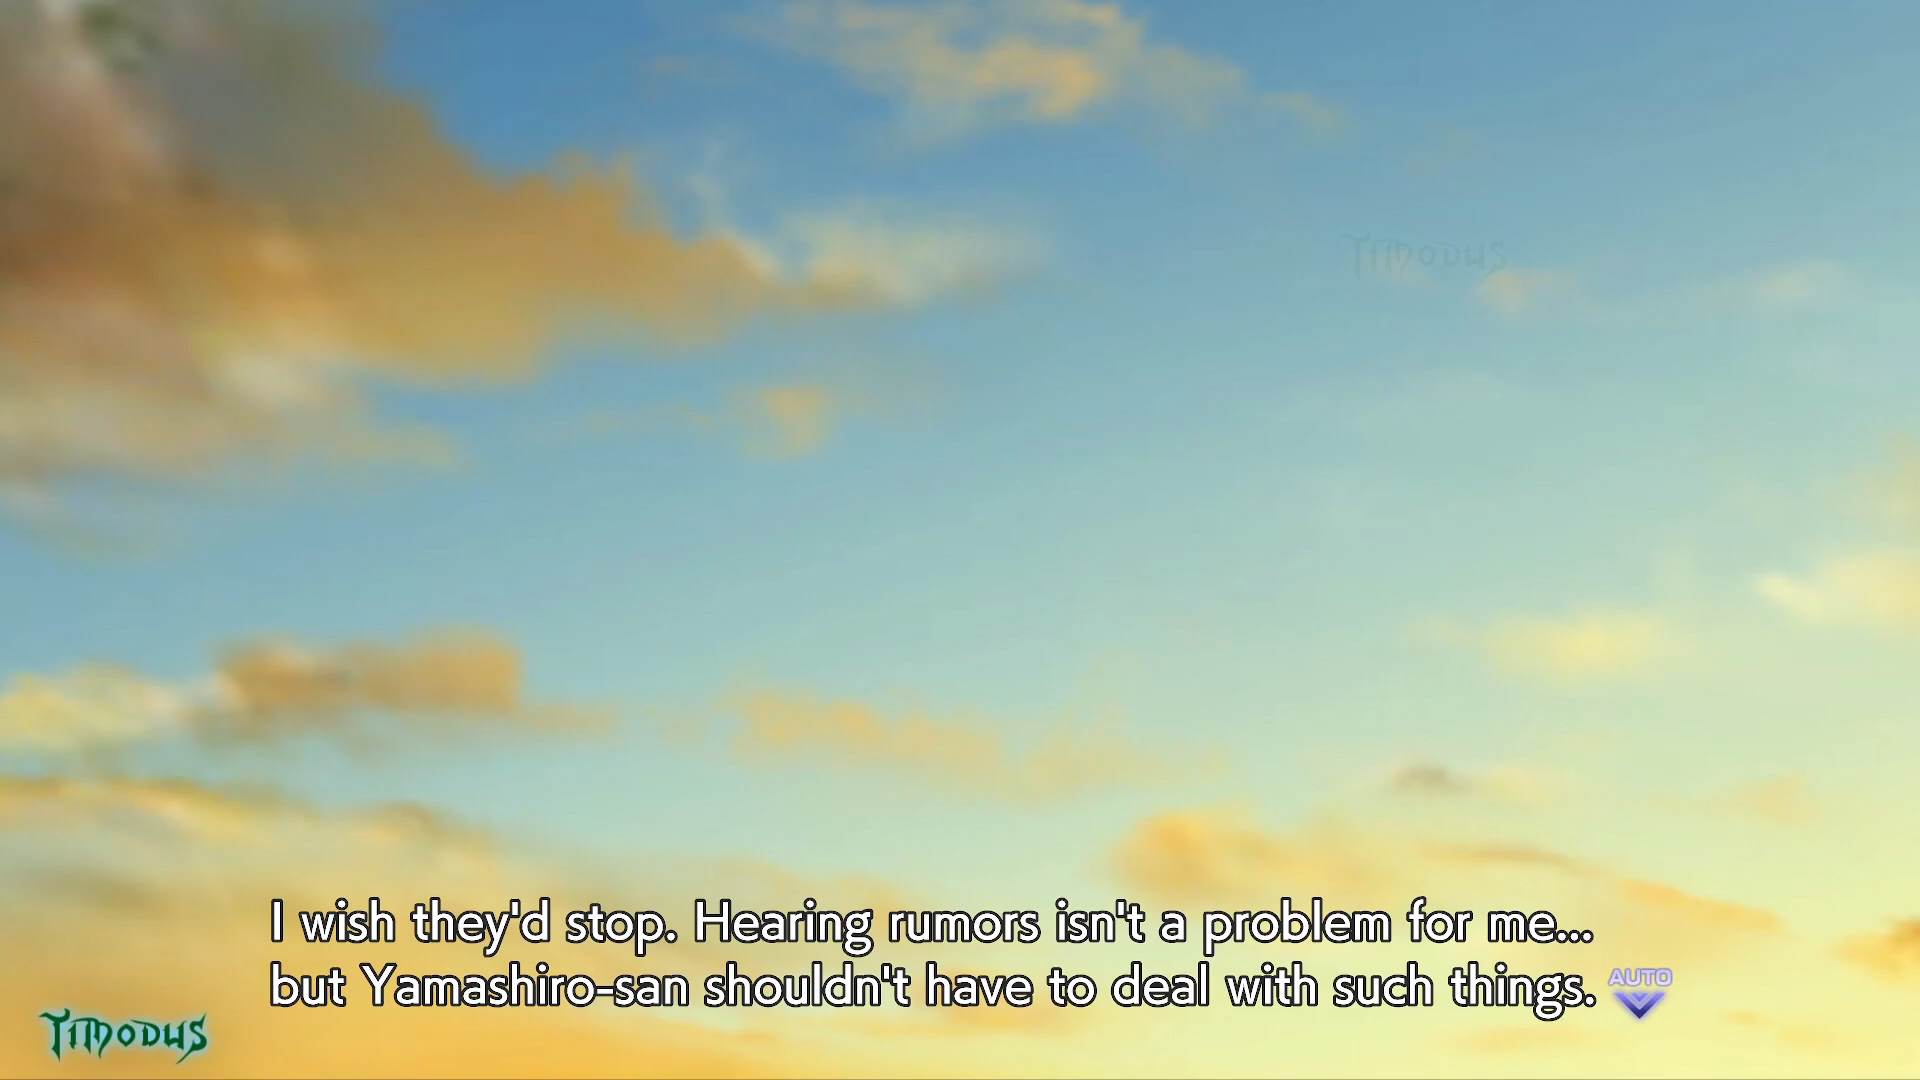 TIMODUS
I wish they'd stop. Hearing rumors isn't a problem for me...
but Yamashiro-san shouldn't have to deal with such things.
AUTO
TIMODUS